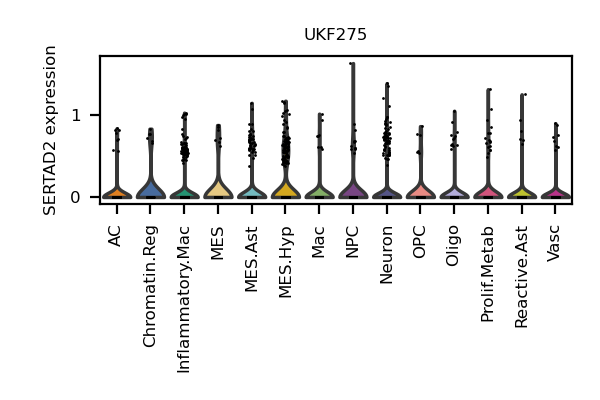 UKF275
SERTAD2 expression
1
0
AC
Chromatin.Reg
Inflammatory.Mac
MES
MES.Ast
MES.Hyp
Mac
NPC
Neuron
OPC
Oligo
Prolif.Metab
Reactive.Ast
Vasc